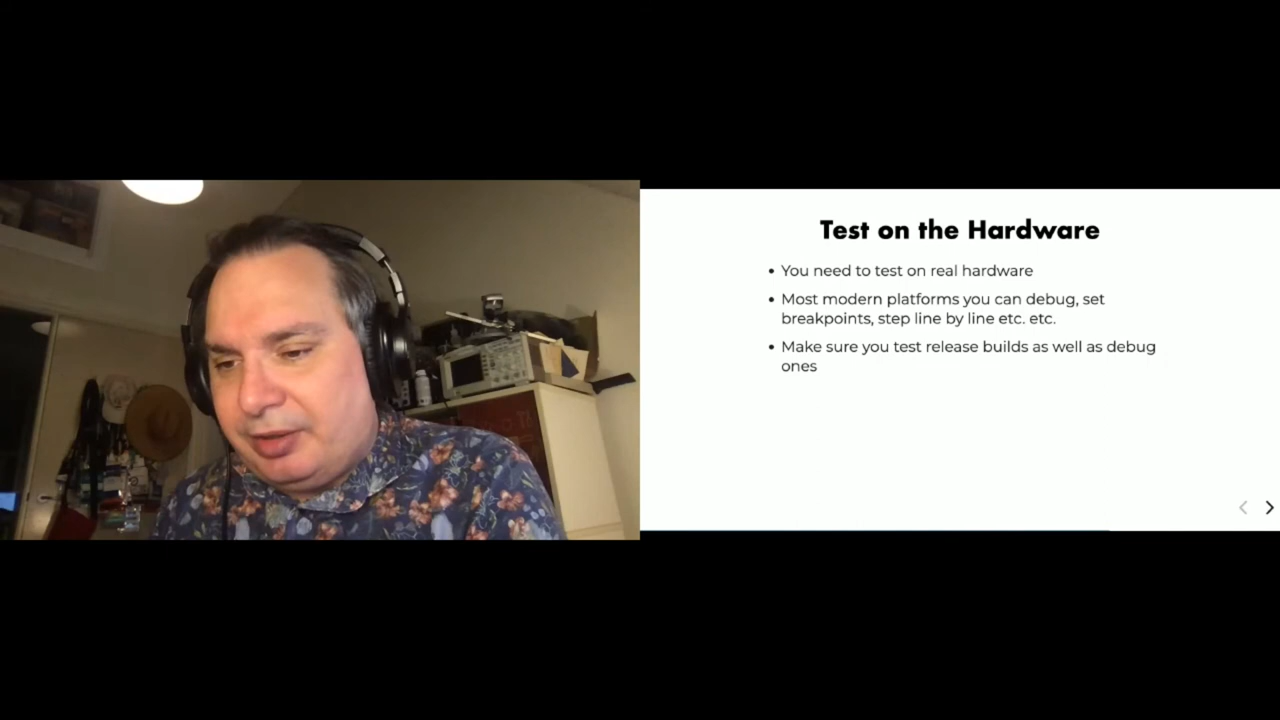 Test on the Hardware
• You need to test on real hardware
• Most modern platforms you can debug, set
breakpoints, step line by line etc. etc.
• Make sure you test release builds as well as debug
ones